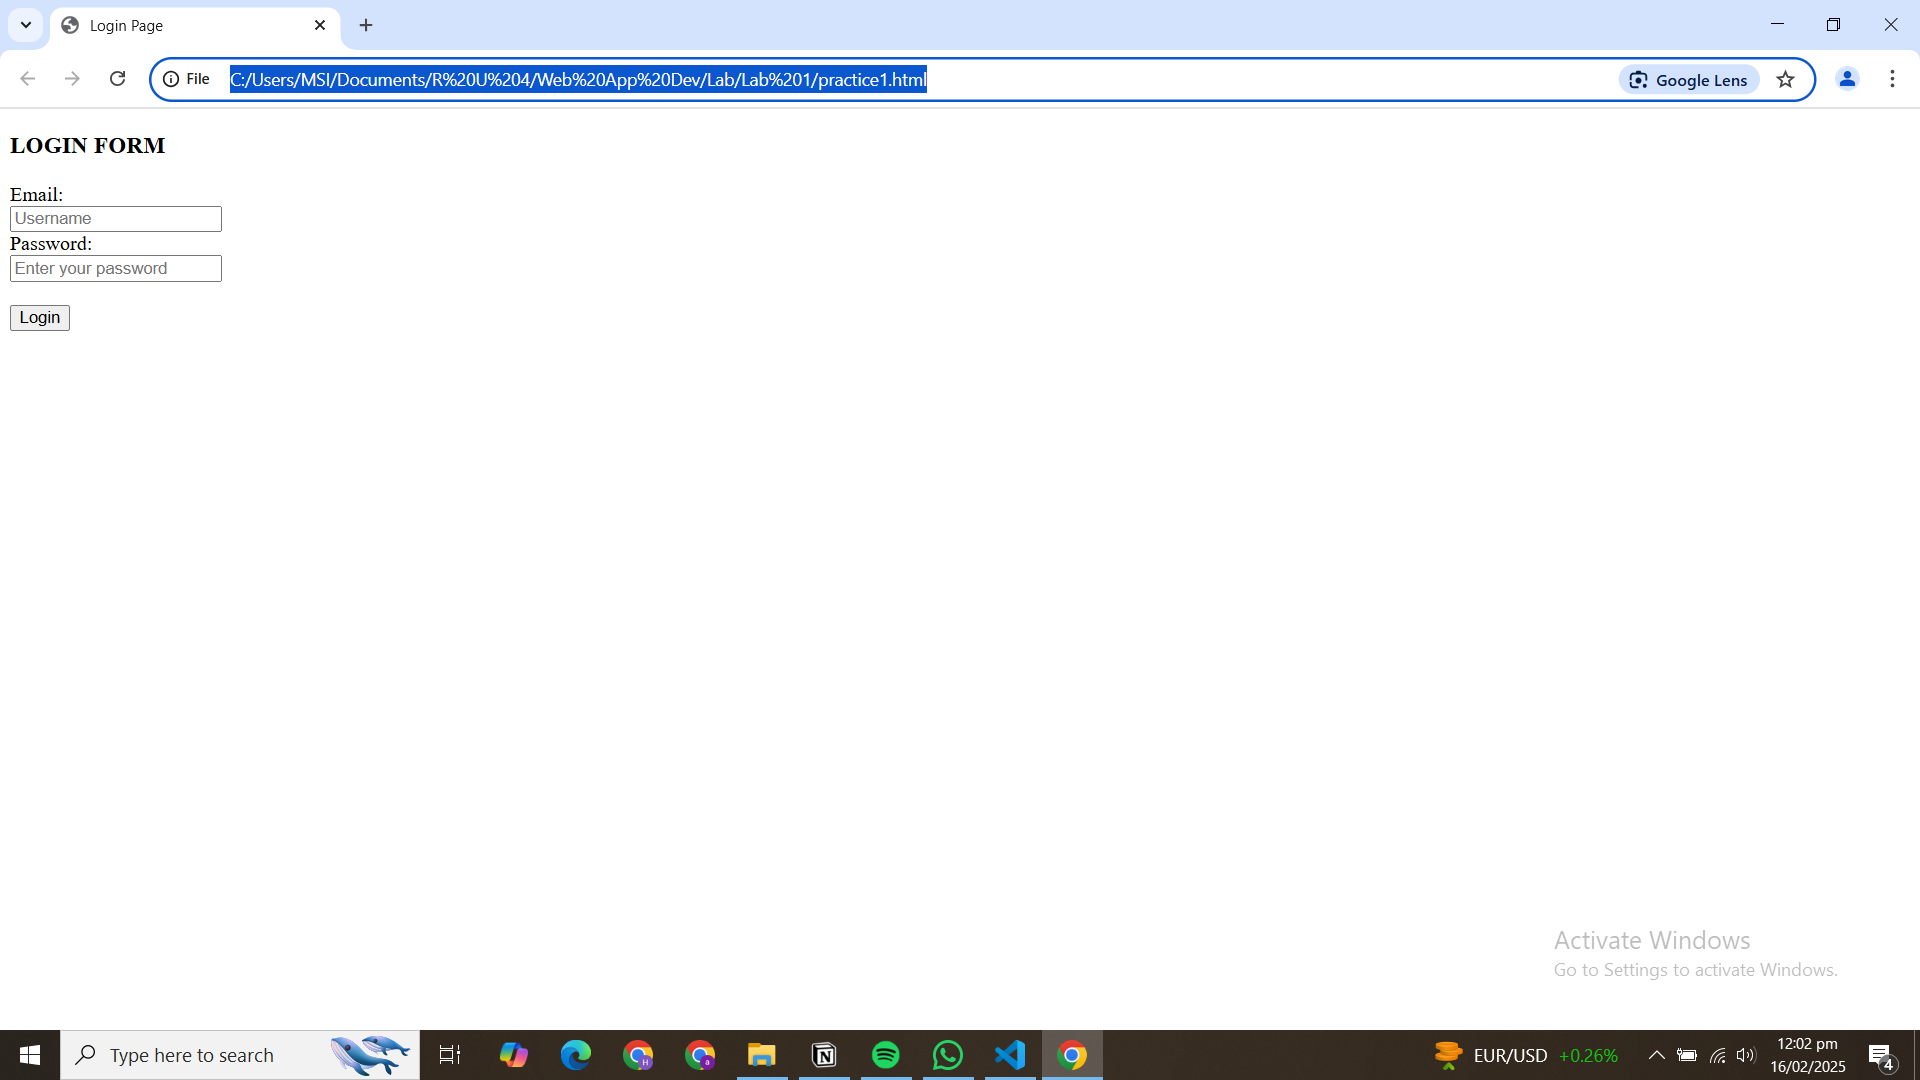 Login Page
File
C:/Users/MSI/Documents/R%20U%204/Web%20App%20Dev/Lab/Lab%201/practice1.html
Google Lens
LOGIN FORM
Email:
Username
Password:
Enter your password
Login
Activate Windows
Go to Settings to activate Windows.
Type here to search
H
a
N
EUR/USD +0.26%
12:02 pm
16/02/2025
4